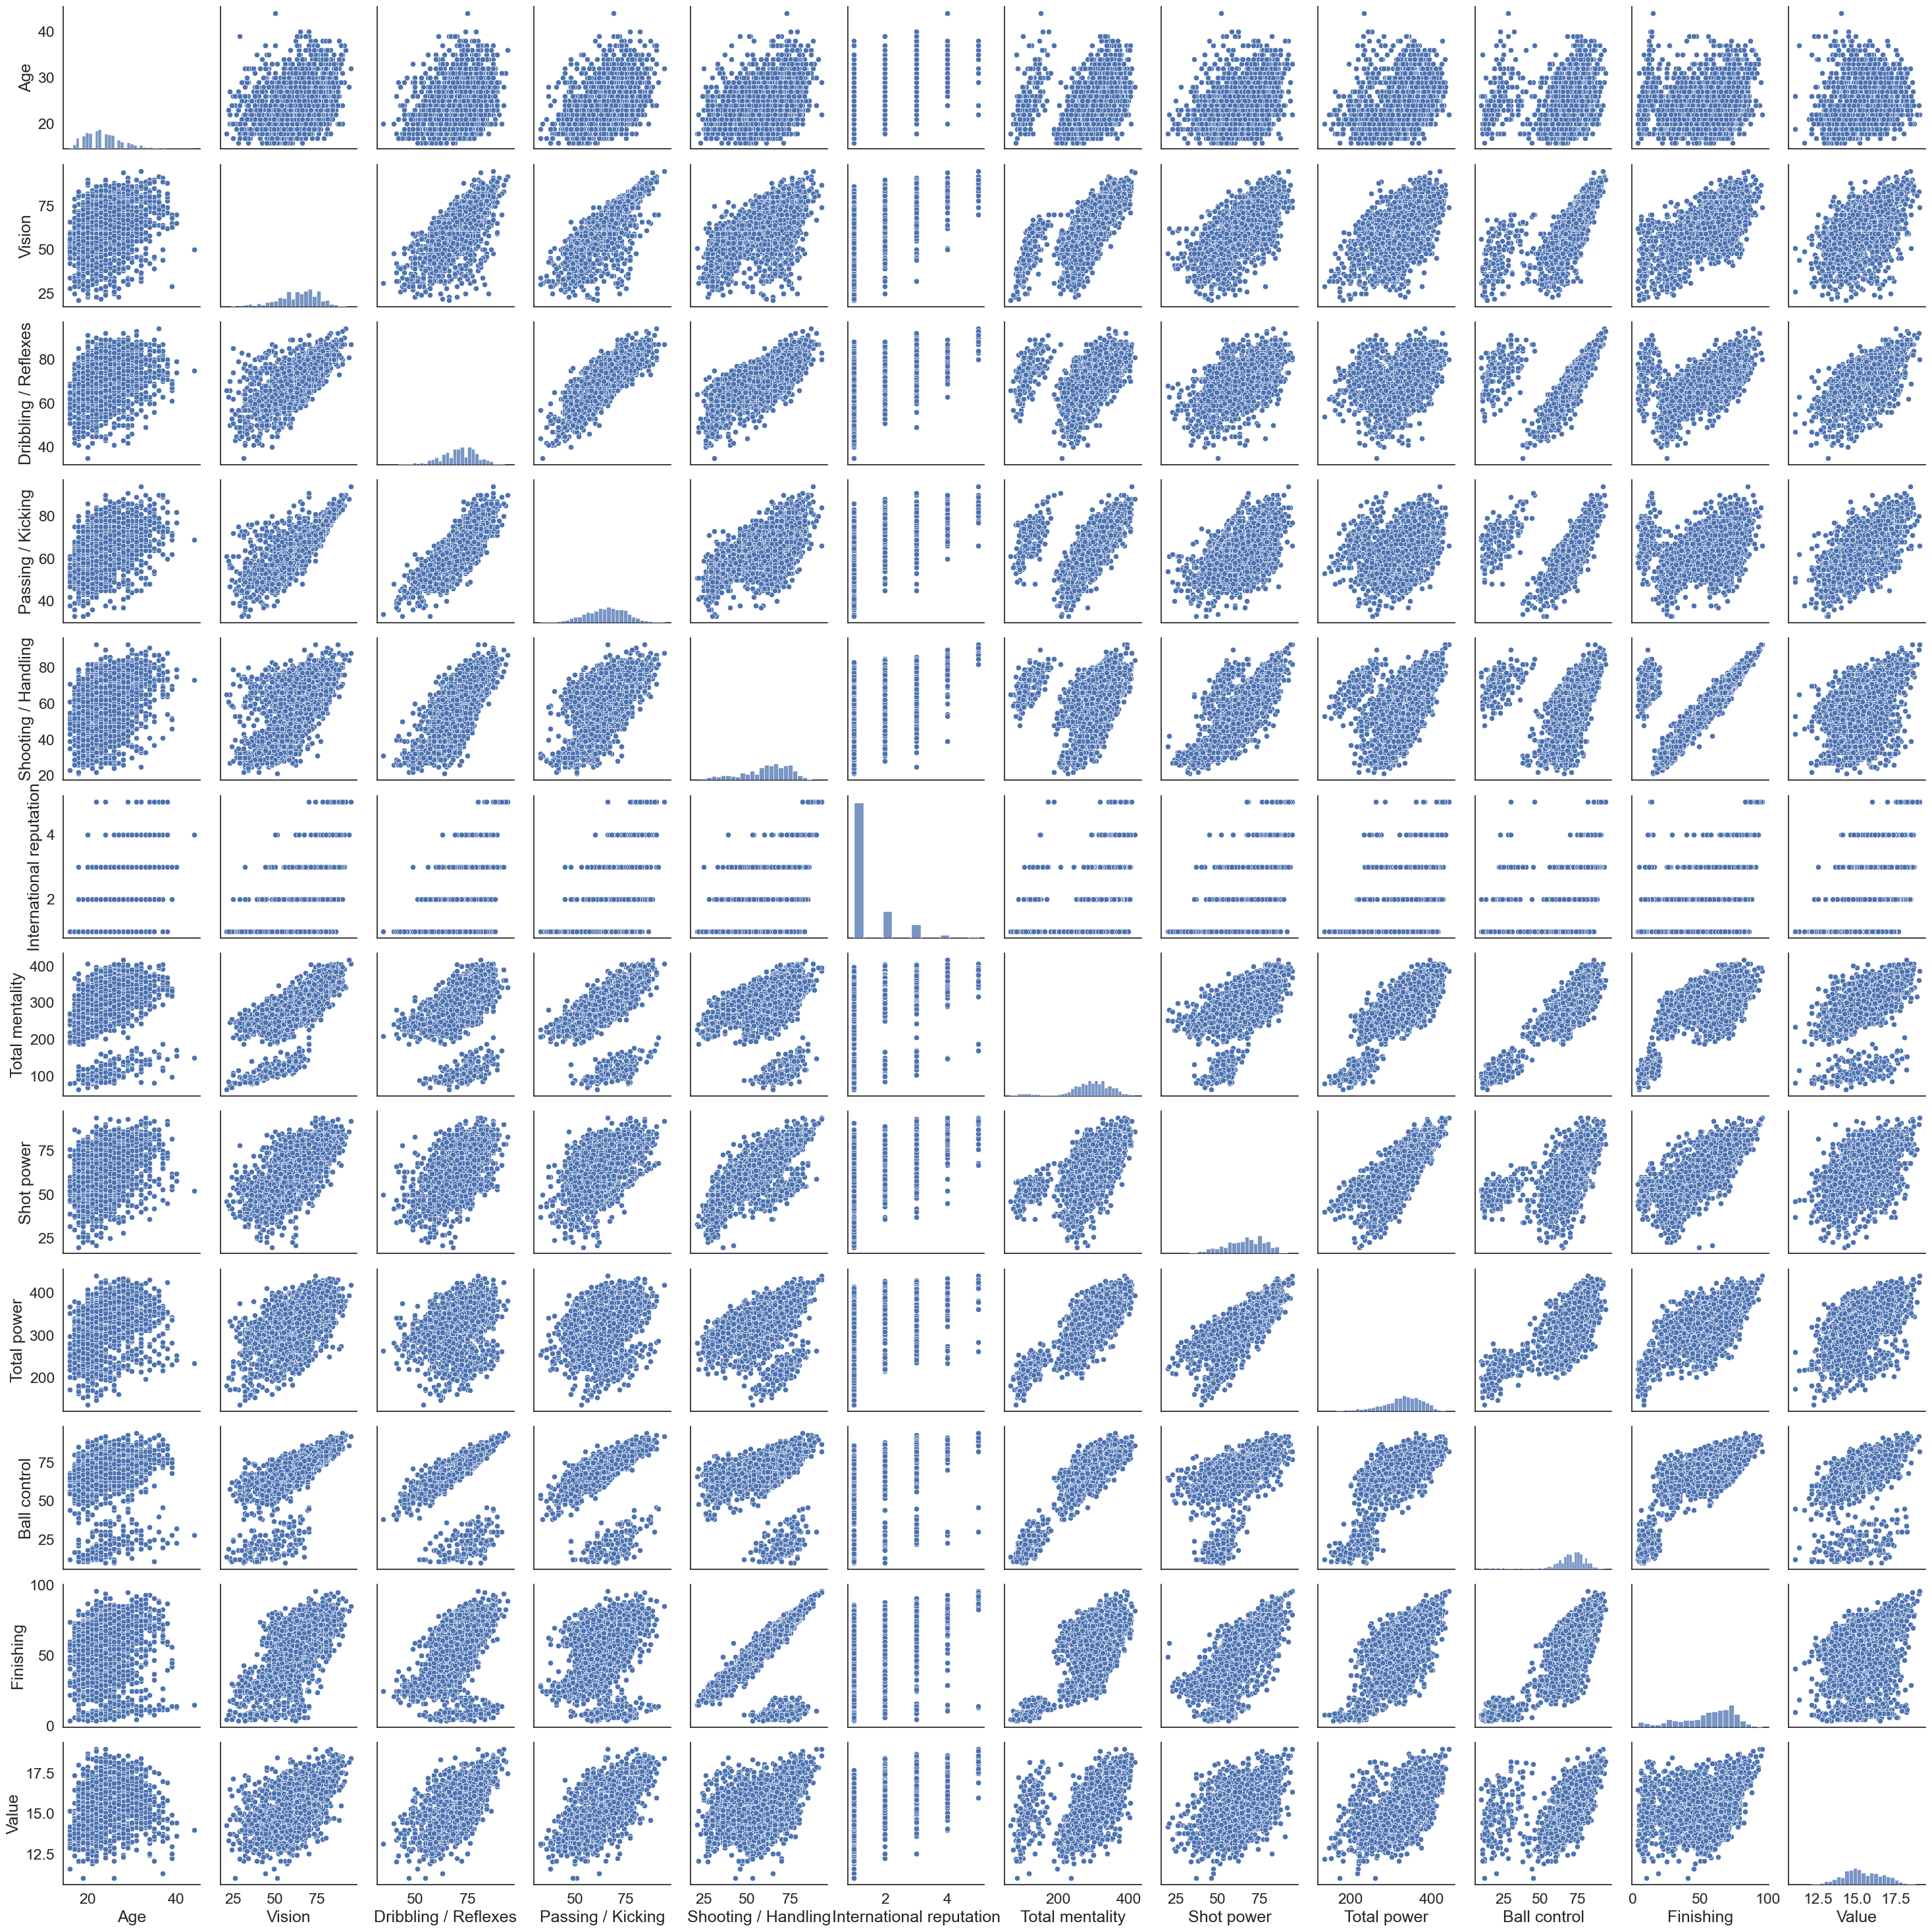 40
30
20
Age
75
50
25
Vision
80
60
40
Dribbling / Reflexes
80
60
40
Passing / Kicking
80
60
40
20
Shooting / Handling
4
2
International reputation
400
300
200
100
Total mentality
75
50
25
Shot power
400
300
200
Total power
75
50
25
Ball control
100
50
0
Finishing
17.5
15.0
12.5
Value
20 40 25 50 75 50 75 50 75 25 50 75 2 4 200 400 25 50 75 200 400 25 50 75 0 50 100 12.5 15.0 17.5
Age Vision Dribbling / Reflexes Passing / Kicking Shooting / Handling International reputation Total mentality Shot power Total power Ball control Finishing Value